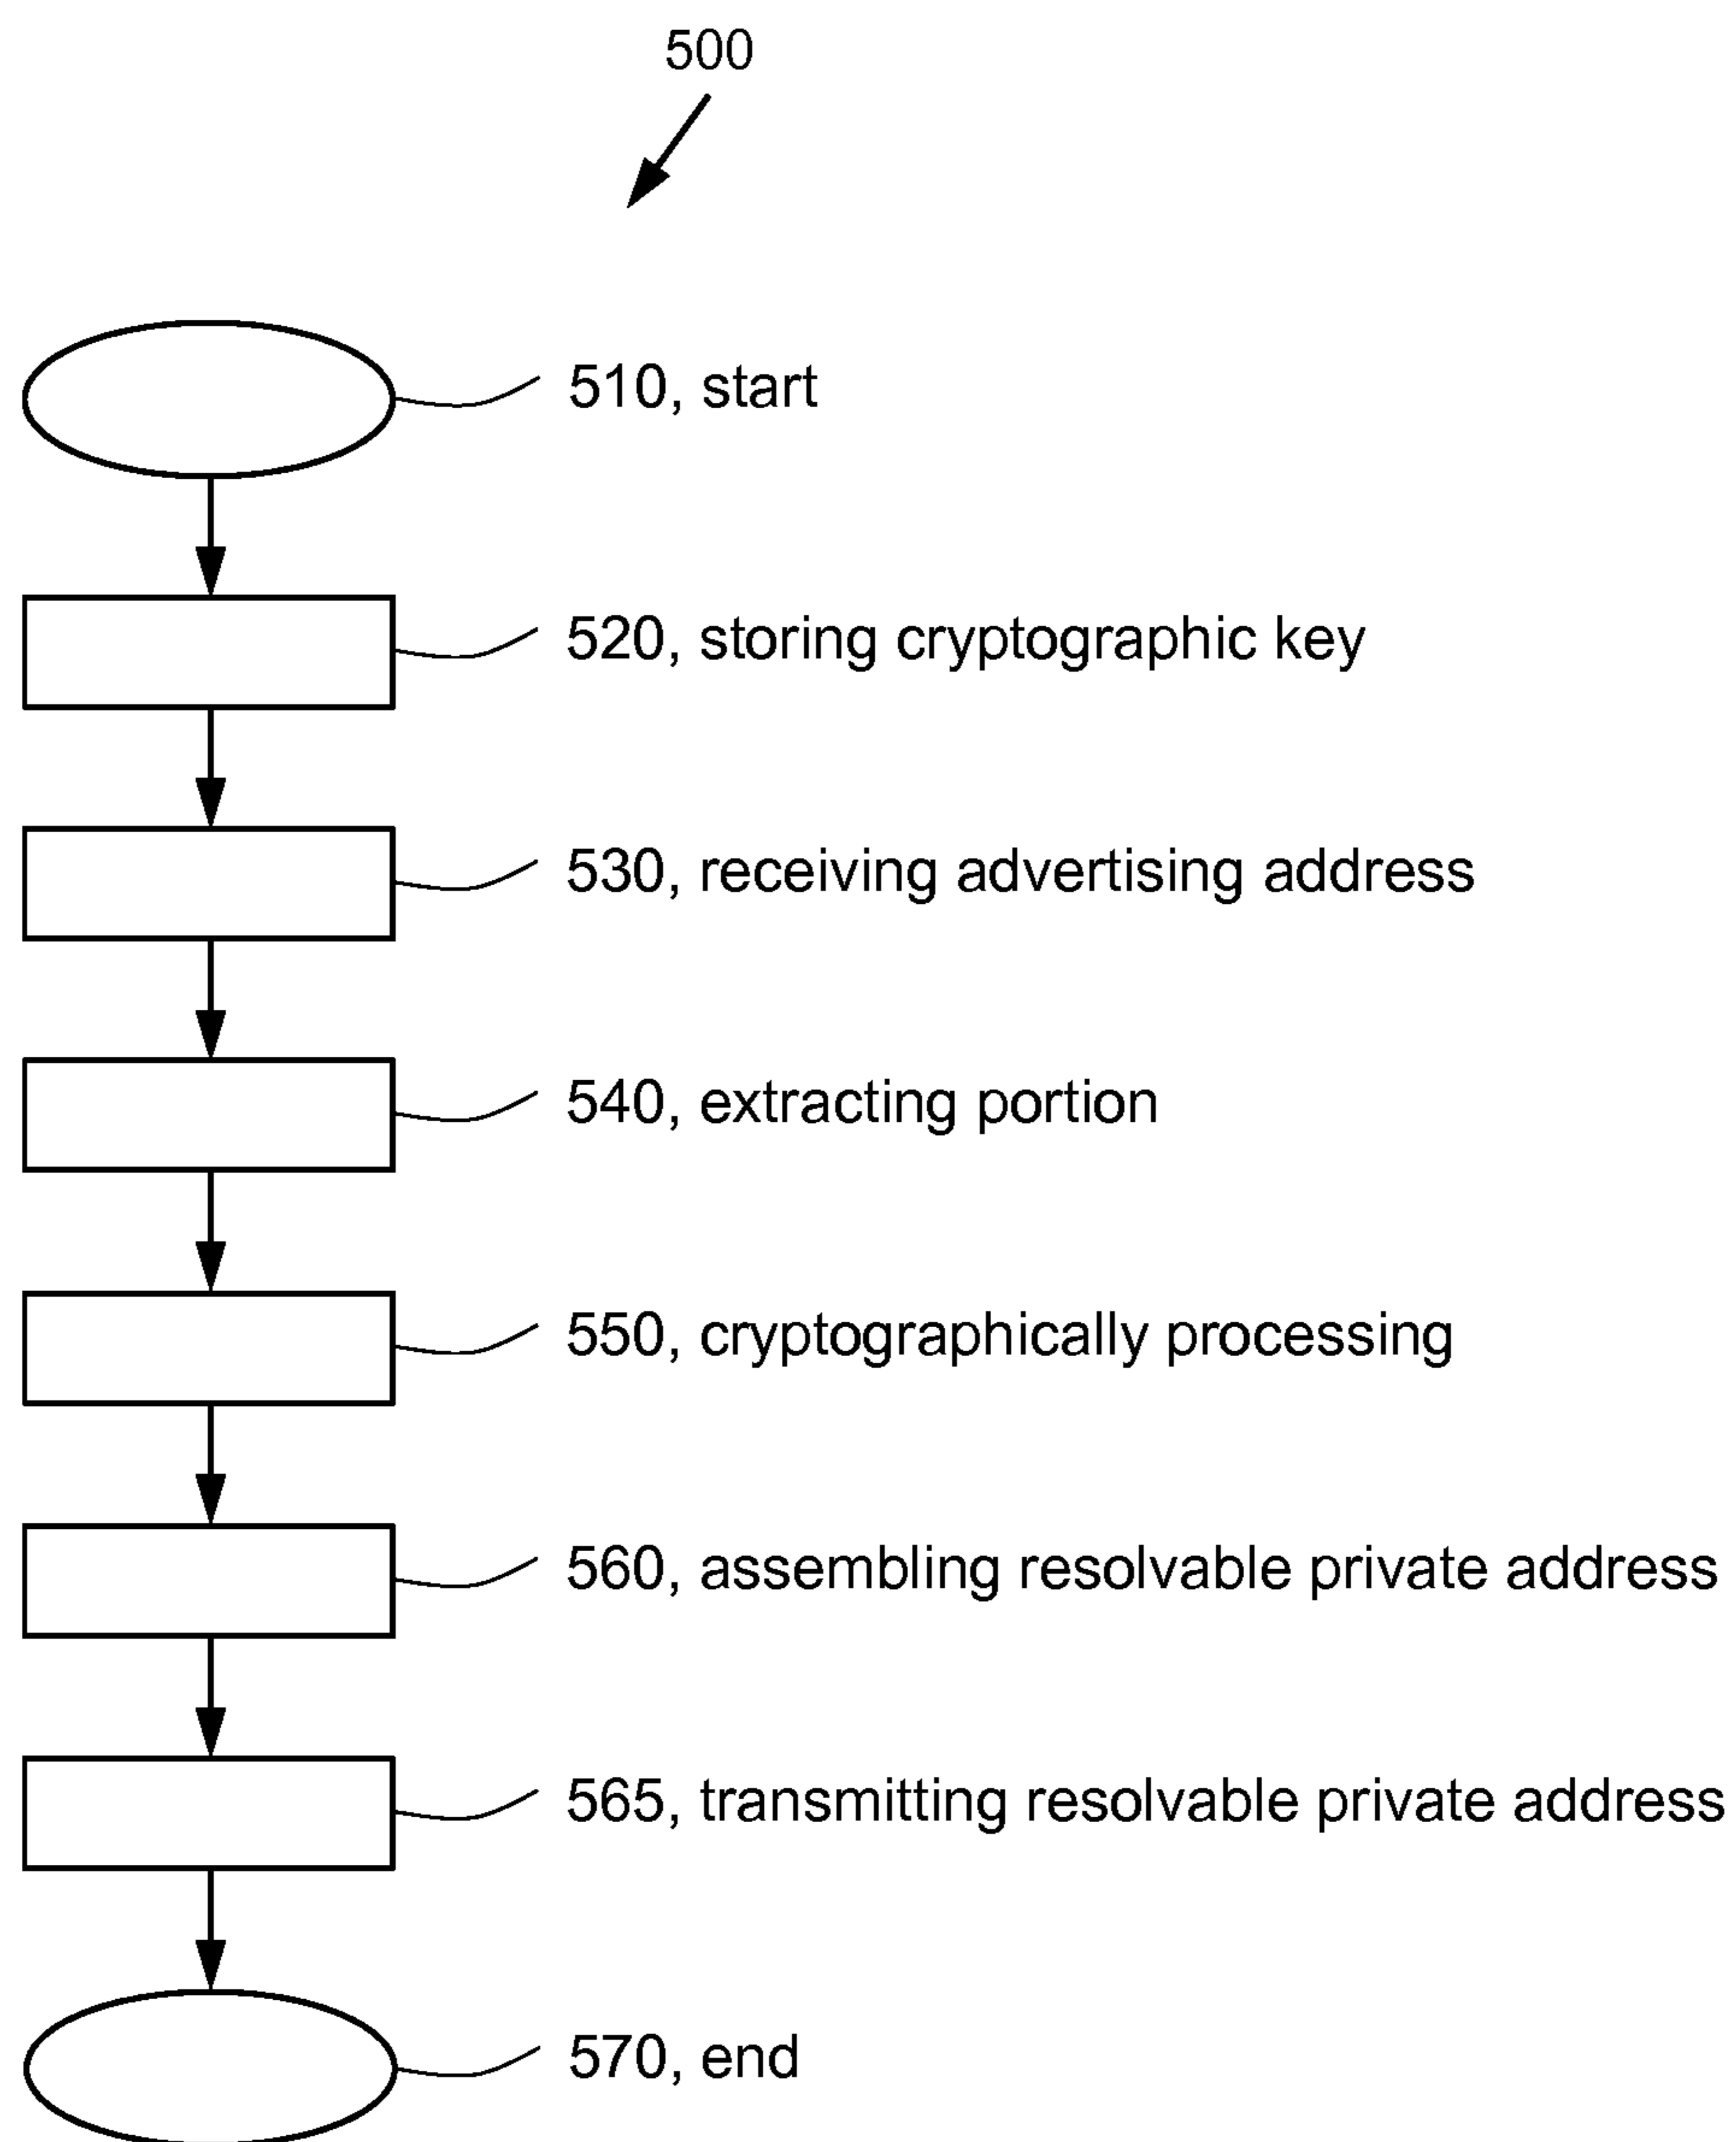 500
510, start
520, storing cryptographic key
530, receiving advertising address
540, extracting portion
550, cryptographically processing
560, assembling resolvable private address
565, transmitting resolvable private address
570, end